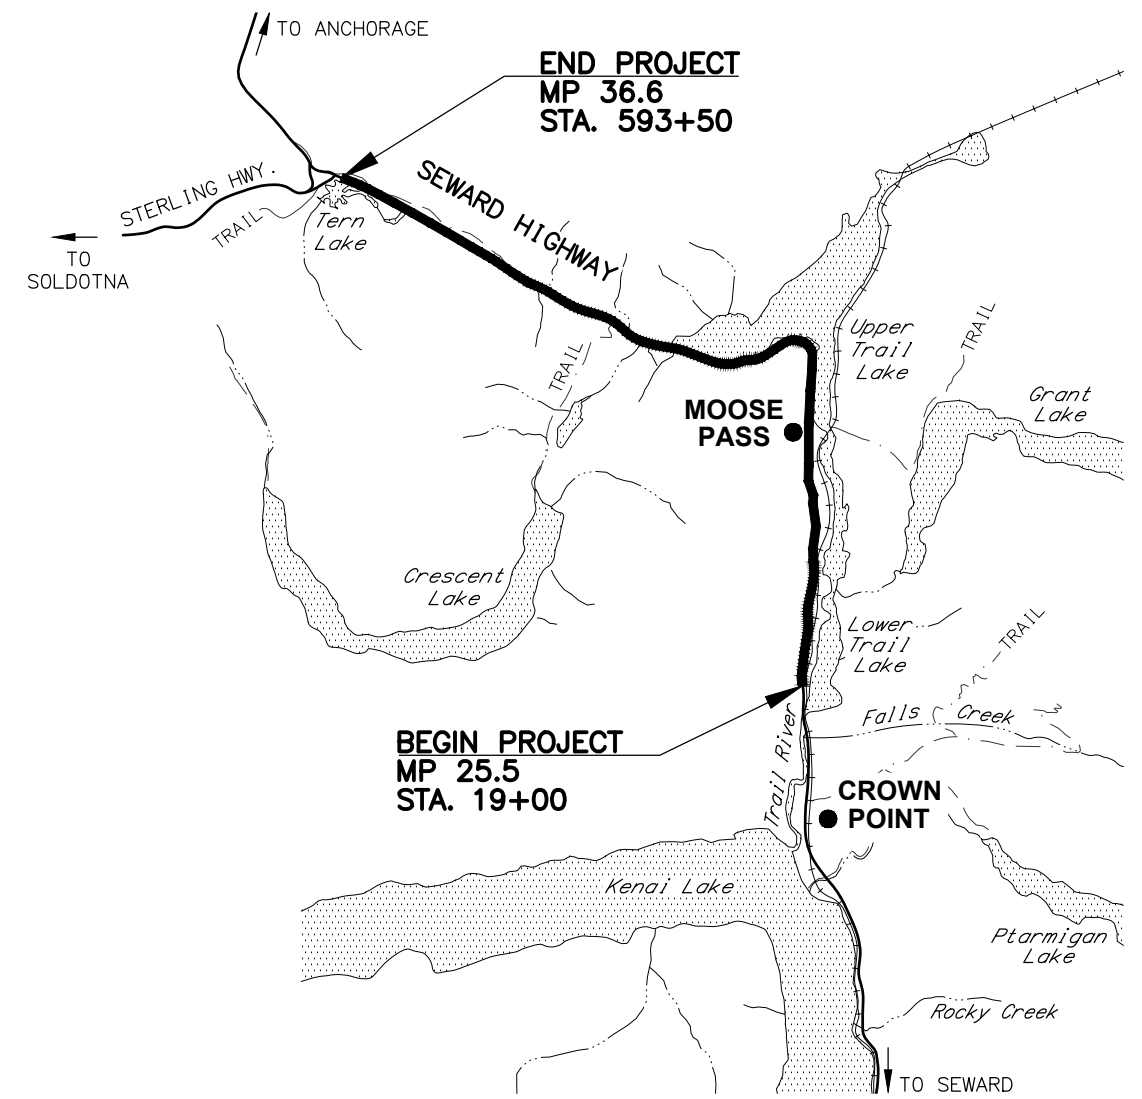 TO ANCHORAGE
END PROJECT
MP 36.6
STA. 593+50
STERLING HWY.
TRAIL
SEWARD HIGHWAY
Tern
Lake
TO
SOLDOTNA
Upper
Trail
Lake
TRAIL
TRAIL
Grant
Lake
MOOSE
PASS
Crescent
Lake
Lower
Trail
Lake
TRAIL
BEGIN PROJECT
MP 25.5
STA. 19+00
Trail River
Falls Creek
CROWN
POINT
Kenai Lake
Ptarmigan
Lake
Rocky Creek
TO SEWARD